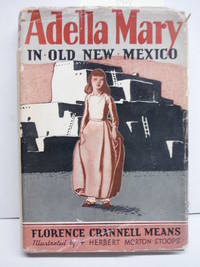 Adella Mary
IN · OLD · NEW · MEXICO
FLORENCE CRANNELL MEANS
Illustrated by HERBERT MORTON STOOPS